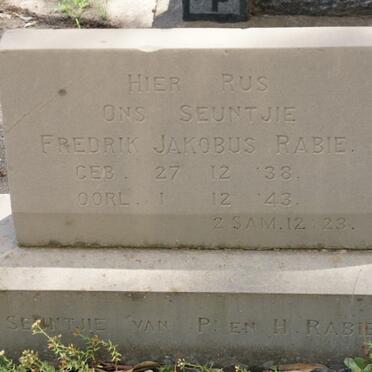 HIER RUS
ONS SEUNTJIE
FREDRIK JAKOBUS RABIE.
GEB. 27 12 '38.
OORL. 1 12 '43.
2 SAM. 12:23.
SEUNTJIE VAN P. EN H. RABIE